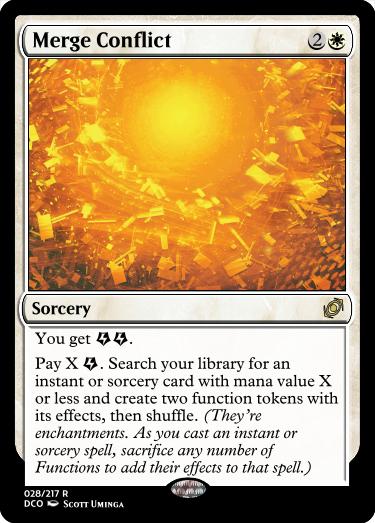 Merge Conflict 2
Sorcery
You get.
Pay X. Search your library for an
instant or sorcery card with mana value X
or less and create two function tokens with
its effects, then shuffle. (They're
enchantments. As you cast an instant or
sorcery spell, sacrifice any number of
Functions to add their effects to that spell.)
028/217 R
DCO Scott Uminga